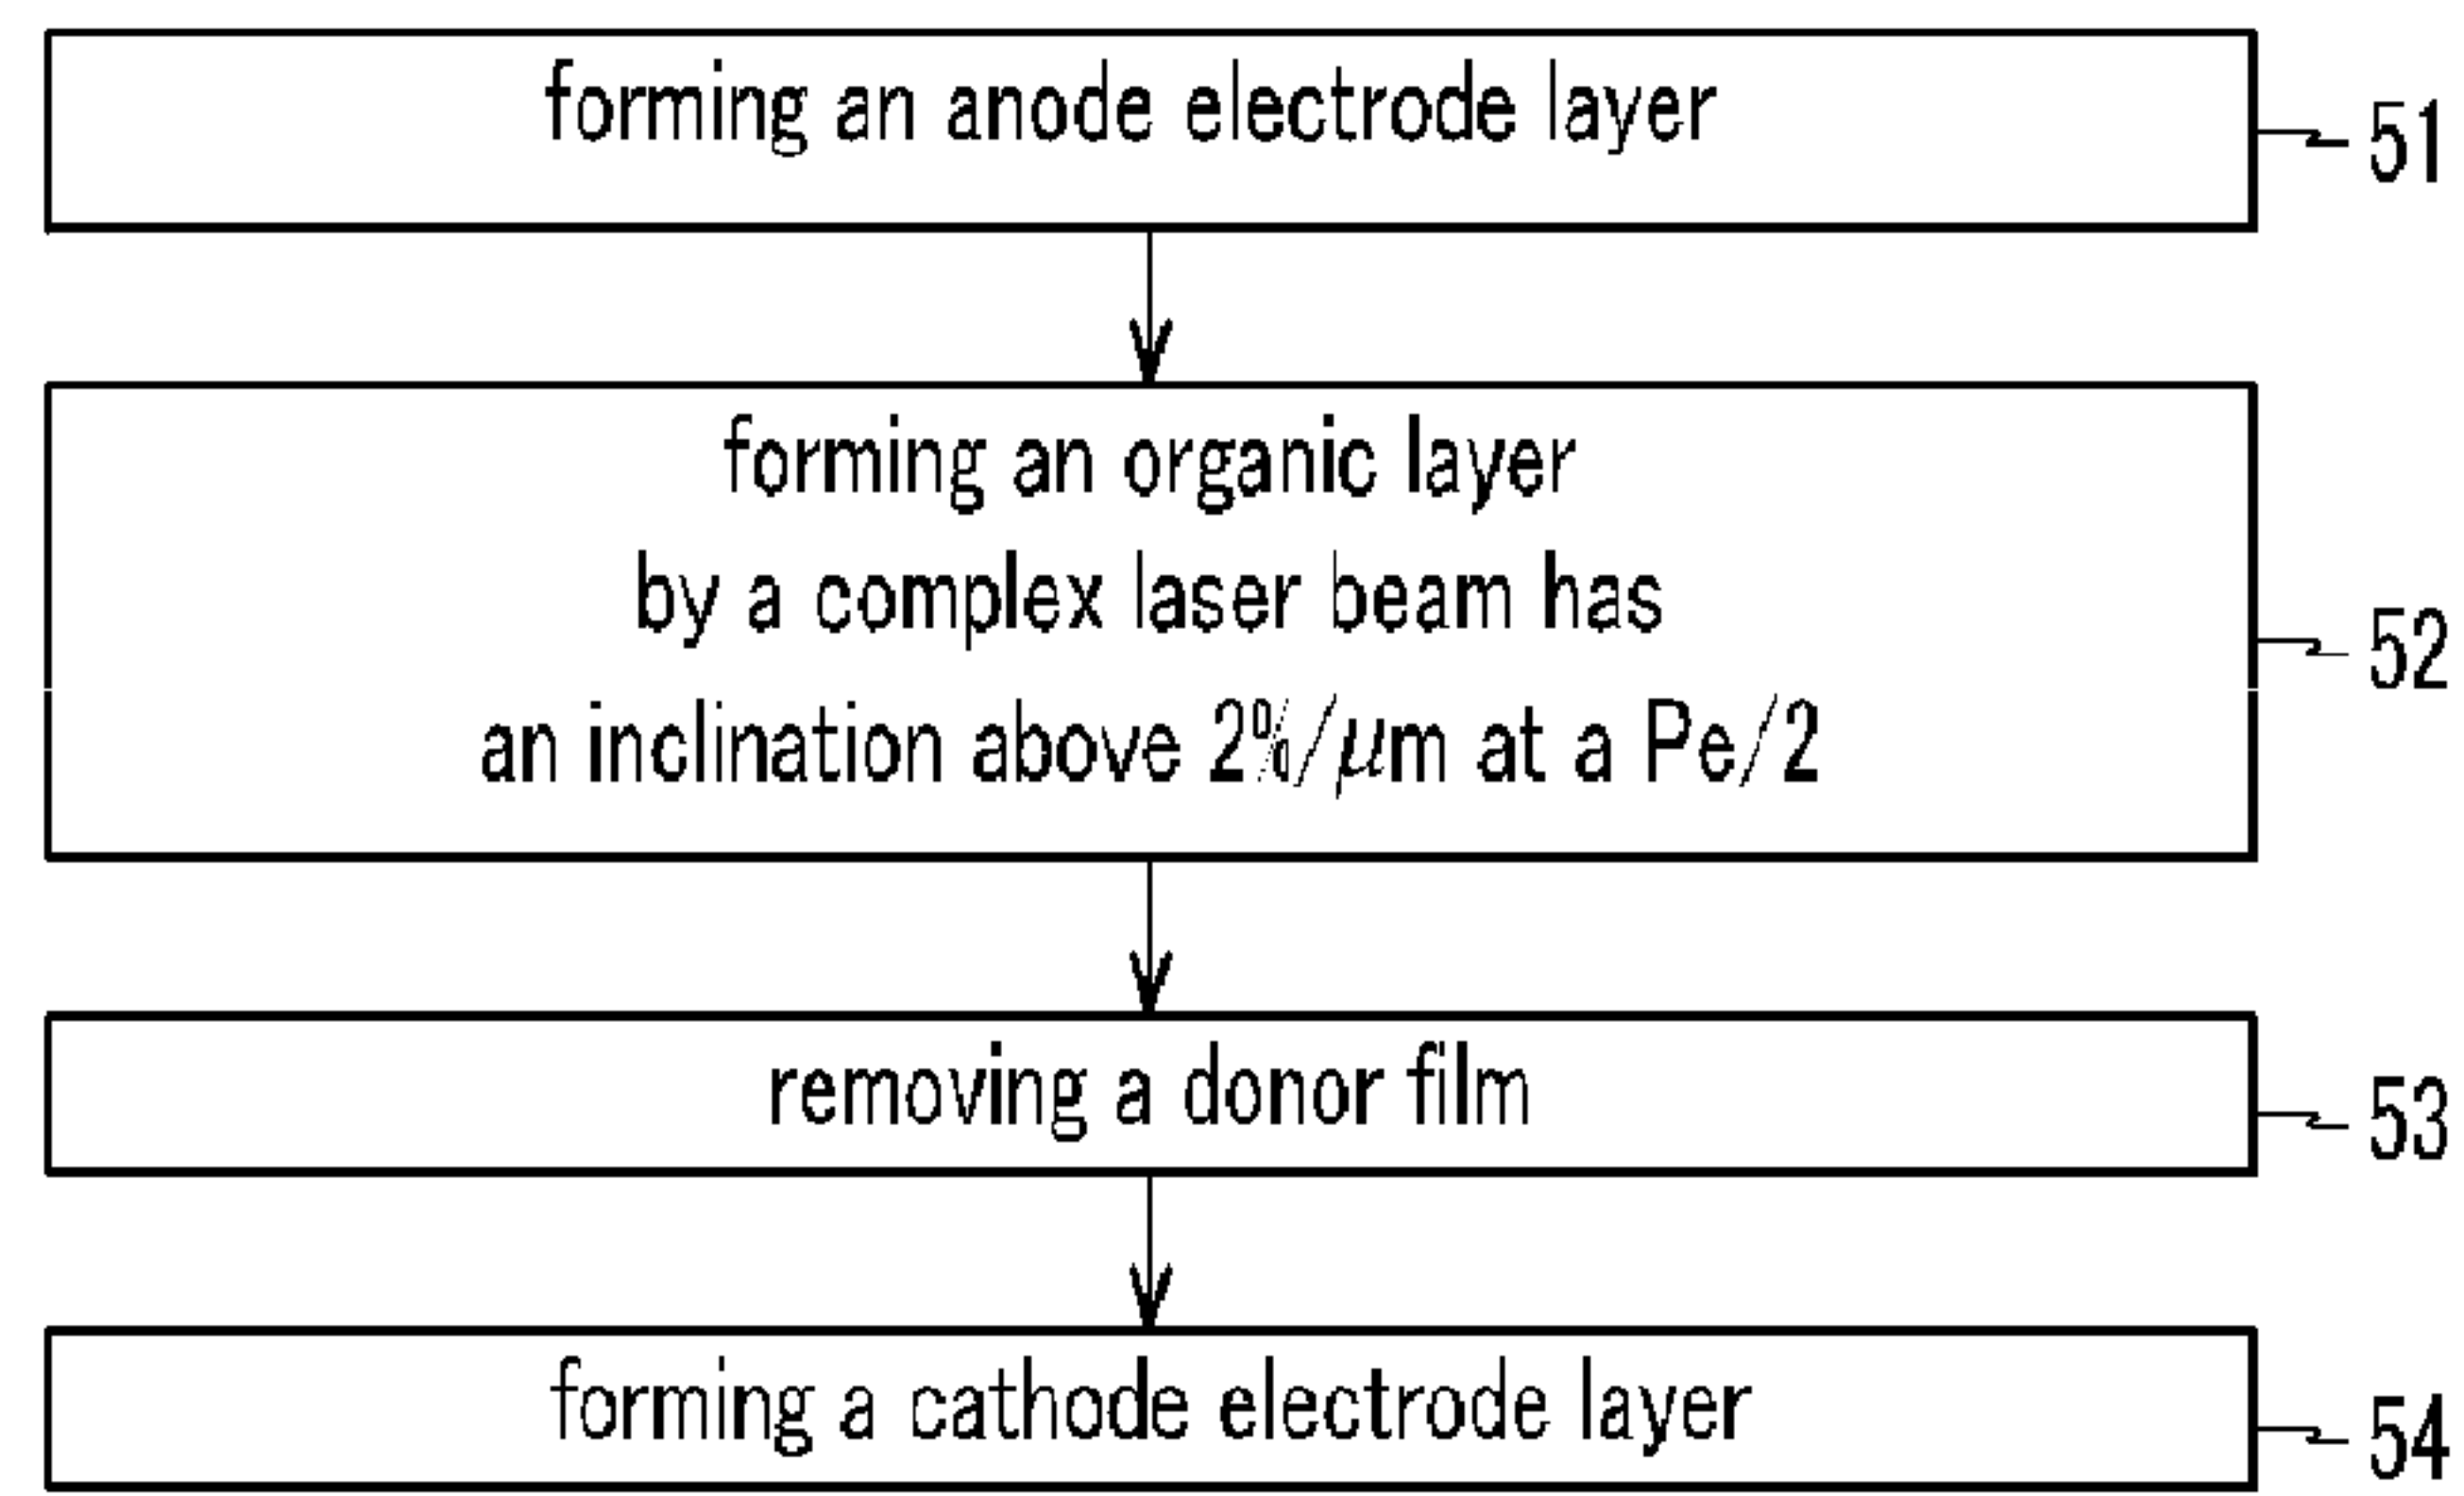 forming an anode electrode layer
51
forming an organic layer
by a complex laser beam has
an inclination above 2%/μm at a Pe/2
52
removing a donor film
53
forming a cathode electrode layer
54